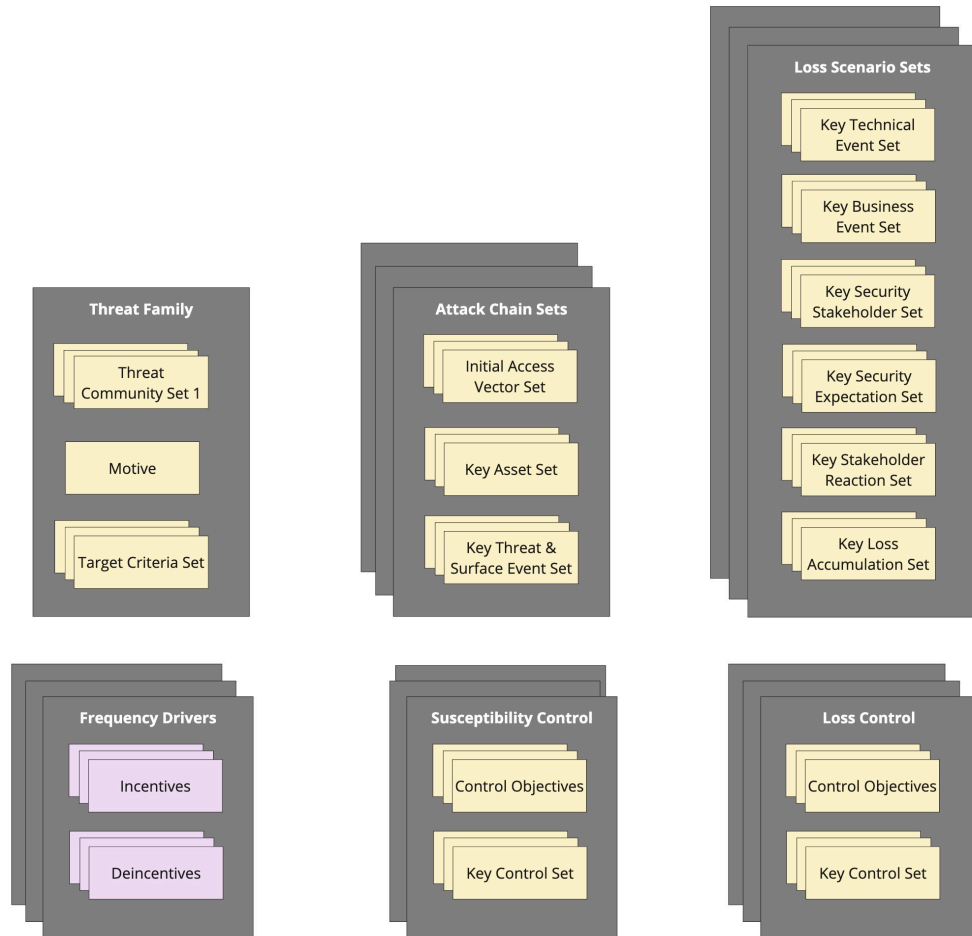 Threat Family
Threat
Community Set 1
Motive
Target Criteria Set
Attack Chain Sets
Initial Access
Vector Set
Key Asset Set
Key Threat &
Surface Event Set
Loss Scenario Sets
Key Technical
Event Set
Key Business
Event Set
Key Security
Stakeholder Set
Key Security
Expectation Set
Key Stakeholder
Reaction Set
Key Loss
Accumulation Set
Frequency Drivers
Incentives
Deincentives
Susceptibility Control
Control Objectives
Key Control Set
Loss Control
Control Objectives
Key Control Set